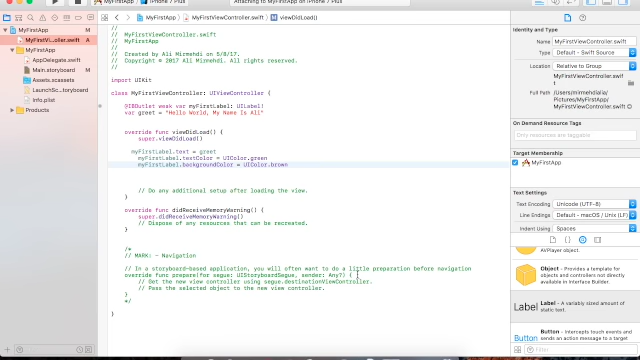 MyFirstApp
iPhone 7 Plus
Attaching to MyFirstApp on iPhone 7 Plus
MyFirstApp
MyFirstVi...oller.swift
MyFirstApp
AppDelegate.swift
Main.storyboard M
Assets.xcassets
LaunchScr...toryboard
Info.plist
Products
MyFirstApp
MyFirstViewController.swift
viewDidLoad()
//
// MyFirstViewController.swift
// MyFirstApp
//
// Created by Ali Mirmehdi on 5/8/17.
// Copyright © 2017 Ali Mirmehdi. All rights reserved.
//
import UIKit
class MyFirstViewController: UIViewController {
@IBOutlet weak var myFirstLabel: UILabel!
var greet = "Hello World, My Name Is Ali"
override func viewDidLoad() {
super.viewDidLoad()
myFirstLabel.text = greet
myFirstLabel.textColor = UIColor.green
myFirstLabel.backgroundColor = UIColor.brown
// Do any additional setup after loading the view.
}
override func didReceiveMemoryWarning() {
super.didReceiveMemoryWarning()
// Dispose of any resources that can be recreated.
}
/*
// MARK: - Navigation
// In a storyboard-based application, you will often want to do a little preparation before navigation
override func prepare(for segue: UIStoryboardSegue, sender: Any?) {
// Get the new view controller using segue.destinationViewController.
// Pass the selected object to the new view controller.
}
*/
}
Identity and Type
Name MyFirstViewController.swift
Type Default - Swift Source
Location Relative to Group
MyFirstViewController.swift
Full Path /Users/mirmehdialia/Pictures/MyFirstApp/MyFirstApp/MyFirstViewController.swift
On Demand Resource Tags
Only resources are taggable
Target Membership
MyFirstApp
Text Settings
Text Encoding Unicode (UTF-8)
Line Endings Default - macOS / Unix (LF)
Indent Using Spaces
AVPlayer object.
Object - Provides a template for objects and controllers not directly available in Interface Builder.
Label
Label - A variably sized amount of static text.
Button
Button - Intercepts touch events and sends an action message to a target
Filter